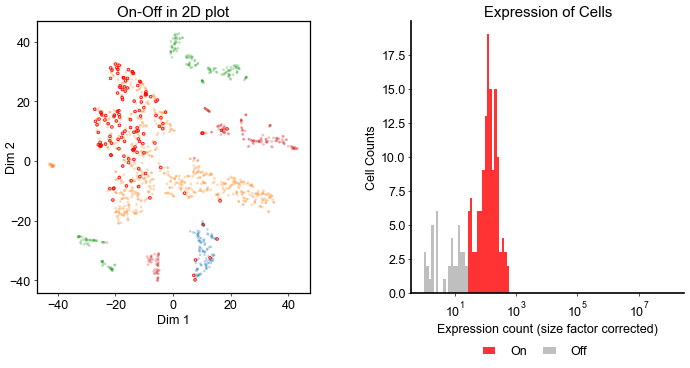 On-Off in 2D plot
Expression of Cells
40
20
0
−20
−40
Dim 2
−40 −20 0 20 40
Dim 1
17.5
15.0
12.5
10.0
7.5
5.0
2.5
0.0
Cell Counts
10^1 10^3 10^5 10^7
Expression count (size factor corrected)
On Off